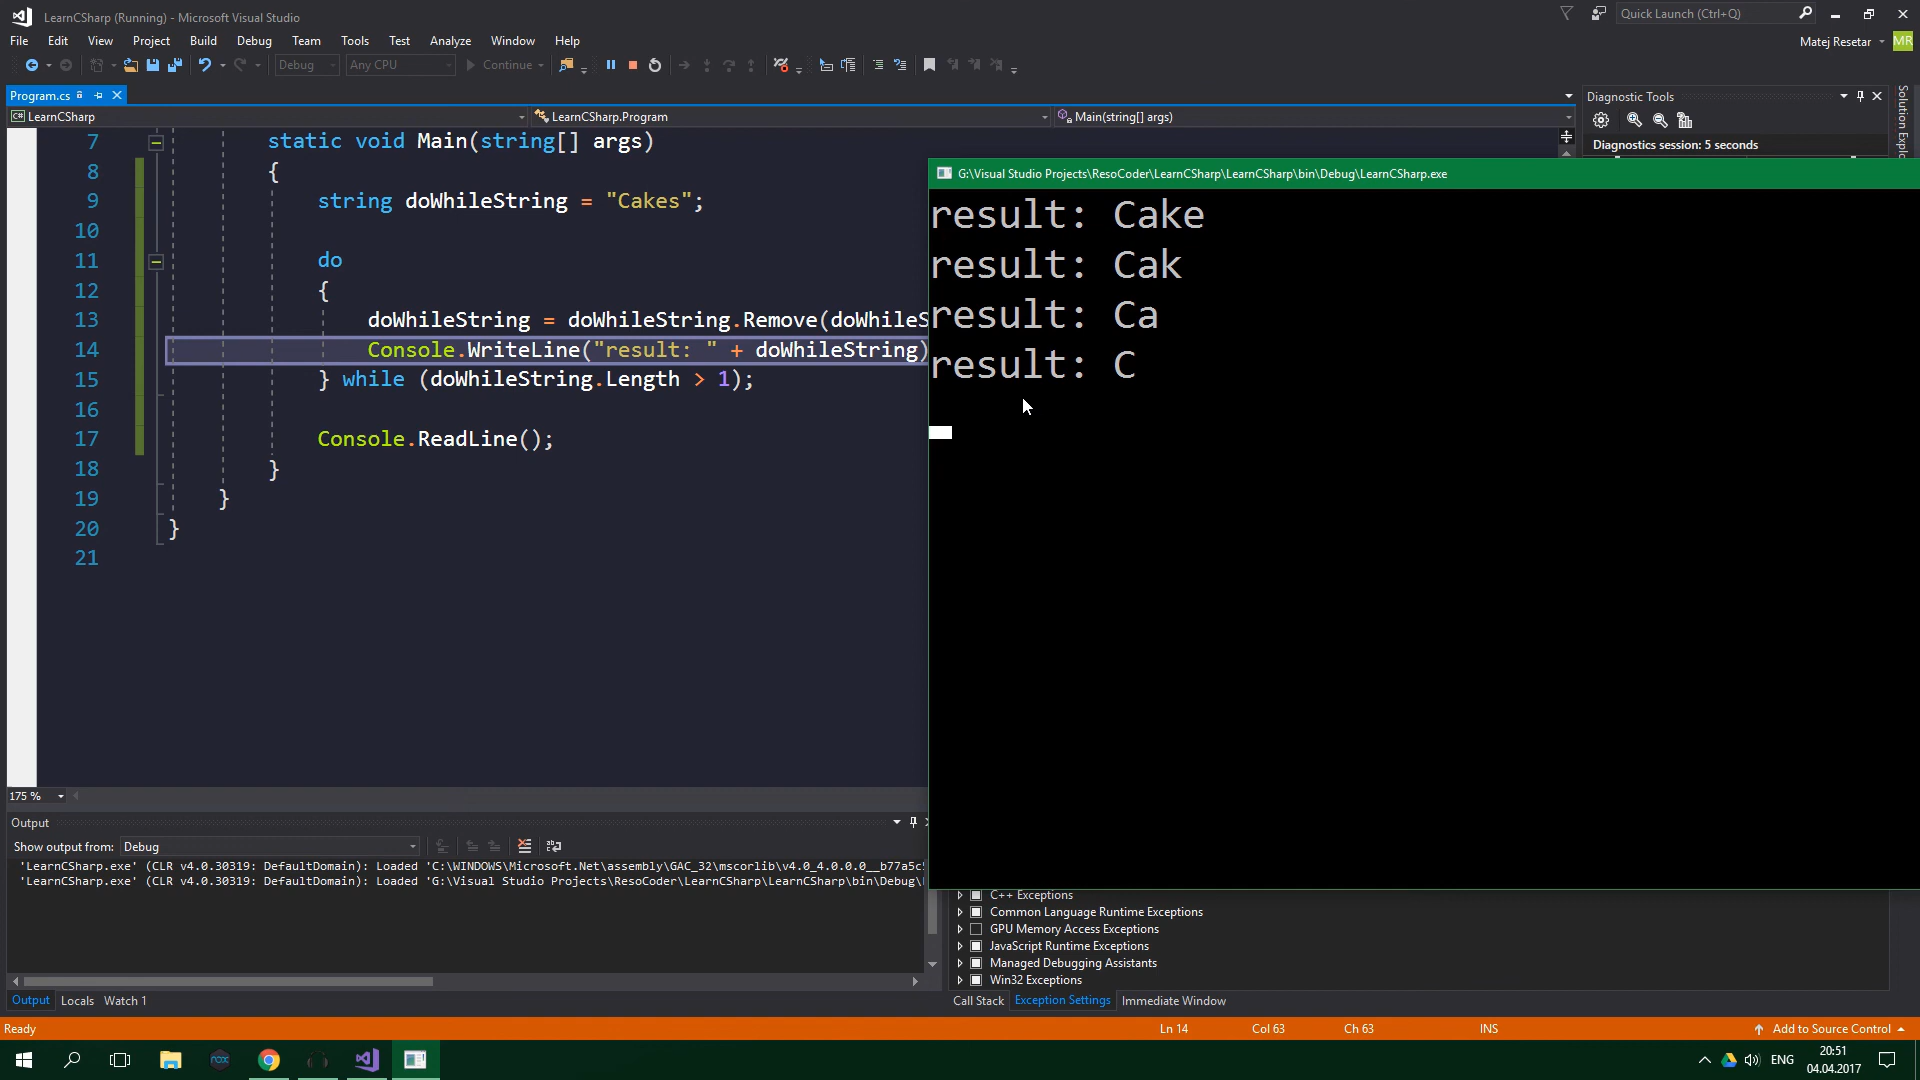 LearnCSharp (Running) - Microsoft Visual Studio
Quick Launch (Ctrl+Q)
File Edit View Project Build Debug Team Tools Test Analyze Window Help
Matej Resetar MR
Debug Any CPU Continue
Program.cs
Diagnostic Tools
Solution Explo
LearnCSharp LearnCSharp.Program Main(string[] args)
Diagnostics session: 5 seconds
7 static void Main(string[] args)
8 {
9 string doWhileString = "Cakes";
10
11 do
12 {
13 doWhileString = doWhileString.Remove(doWhileS
14 Console.WriteLine("result: " + doWhileString)
15 } while (doWhileString.Length > 1);
16
17 Console.ReadLine();
18 }
19 }
20 }
21
G:\Visual Studio Projects\ResoCoder\LearnCSharp\LearnCSharp\bin\Debug\LearnCSharp.exe
result: Cake
result: Cak
result: Ca
result: C
175 %
Output
Show output from: Debug
'LearnCSharp.exe' (CLR v4.0.30319: DefaultDomain): Loaded 'C:\WINDOWS\Microsoft.Net\assembly\GAC_32\mscorlib\v4.0_4.0.0.0__b77a5c
'LearnCSharp.exe' (CLR v4.0.30319: DefaultDomain): Loaded 'G:\Visual Studio Projects\ResoCoder\LearnCSharp\LearnCSharp\bin\Debug\
C++ Exceptions
Common Language Runtime Exceptions
GPU Memory Access Exceptions
JavaScript Runtime Exceptions
Managed Debugging Assistants
Win32 Exceptions
Output Locals Watch 1
Call Stack Exception Settings Immediate Window
Ready Ln 14 Col 63 Ch 63 INS Add to Source Control
nox
ENG
20:51
04.04.2017